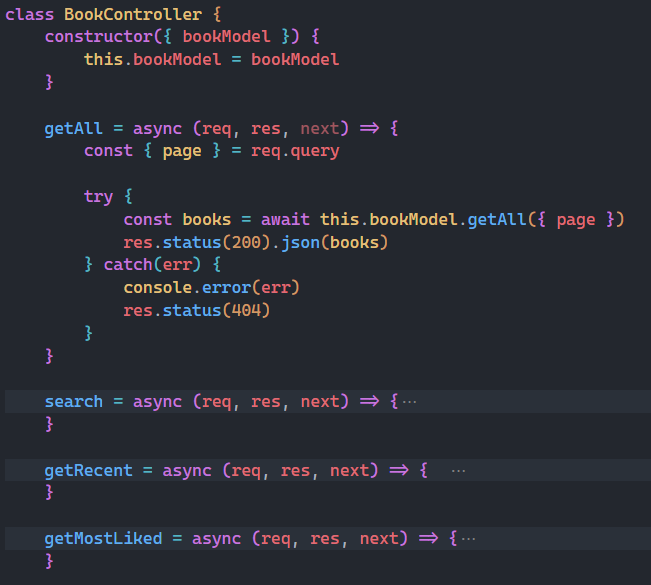 class BookController {
    constructor({ bookModel }) {
        this.bookModel = bookModel
    }

    getAll = async (req, res, next) => {
        const { page } = req.query

        try {
            const books = await this.bookModel.getAll({ page })
            res.status(200).json(books)
        } catch(err) {
            console.error(err)
            res.status(404)
        }
    }

    search = async (req, res, next) => {···
    }

    getRecent = async (req, res, next) => {  ···
    }

    getMostLiked = async (req, res, next) => {···
    }